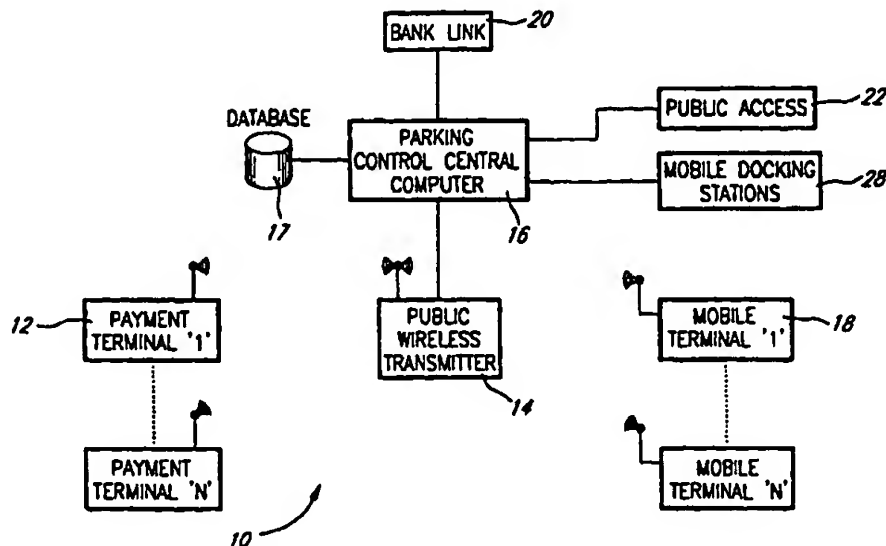 20
BANK LINK
PUBLIC ACCESS
22
DATABASE
PARKING
CONTROL CENTRAL
COMPUTER
MOBILE DOCKING
STATIONS
28
17
16
12
PAYMENT
TERMINAL '1'
PUBLIC
WIRELESS
TRANSMITTER
MOBILE
TERMINAL '1'
18
14
PAYMENT
TERMINAL 'N'
MOBILE
TERMINAL 'N'
10